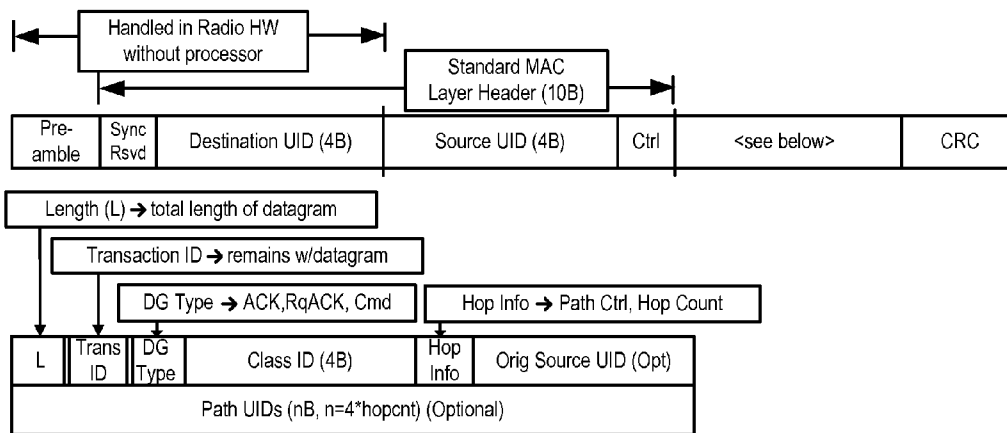 Handled in Radio HW
without processor
Standard MAC
Layer Header (10B)
Pre-
amble
Sync
Rsvd
Destination UID (4B)
Source UID (4B)
Ctrl
<see below>
CRC
Length (L) → total length of datagram
Transaction ID → remains w/datagram
DG Type → ACK,RqACK, Cmd
Hop Info → Path Ctrl, Hop Count
L
Trans
ID
DG
Type
Class ID (4B)
Hop
Info
Orig Source UID (Opt)
Path UIDs (nB, n=4*hopcnt) (Optional)